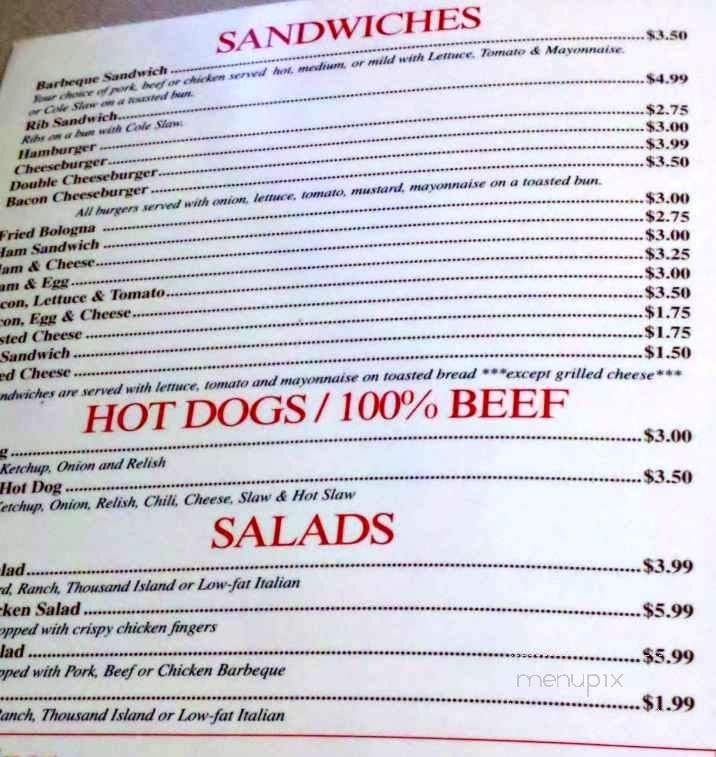 SANDWICHES
Barbeque Sandwich ........ $3.50
Your choice of pork, beef or chicken served hot, medium, or mild with Lettuce, Tomato & Mayonnaise.
or Cole Slaw on a toasted bun.
Rib Sandwich........ $4.99
Ribs on a bun with Cole Slaw.
Hamburger ........ $2.75
Cheeseburger........ $3.00
Double Cheeseburger........ $3.99
Bacon Cheeseburger ........ $3.50
All burgers served with onion, lettuce, tomato, mustard, mayonnaise on a toasted bun.
Fried Bologna ........ $3.00
Ham Sandwich ........ $2.75
am & Cheese........ $3.00
am & Egg........ $3.25
con, Lettuce & Tomato........ $3.00
con, Egg & Cheese........ $3.50
sted Cheese ........ $1.75
Sandwich ........ $1.75
ed Cheese ........ $1.50
ndwiches are served with lettuce, tomato and mayonnaise on toasted bread ***except grilled cheese***
HOT DOGS / 100% BEEF
g........ $3.00
Ketchup, Onion and Relish
Hot Dog ........ $3.50
etchup, Onion, Relish, Chili, Cheese, Slaw & Hot Slaw
SALADS
lad........ $3.99
rd, Ranch, Thousand Island or Low-fat Italian
cken Salad ........ $5.99
opped with crispy chicken fingers
lad ........ $5.99
pped with Pork, Beef or Chicken Barbeque
........ $1.99
Ranch, Thousand Island or Low-fat Italian
menupix